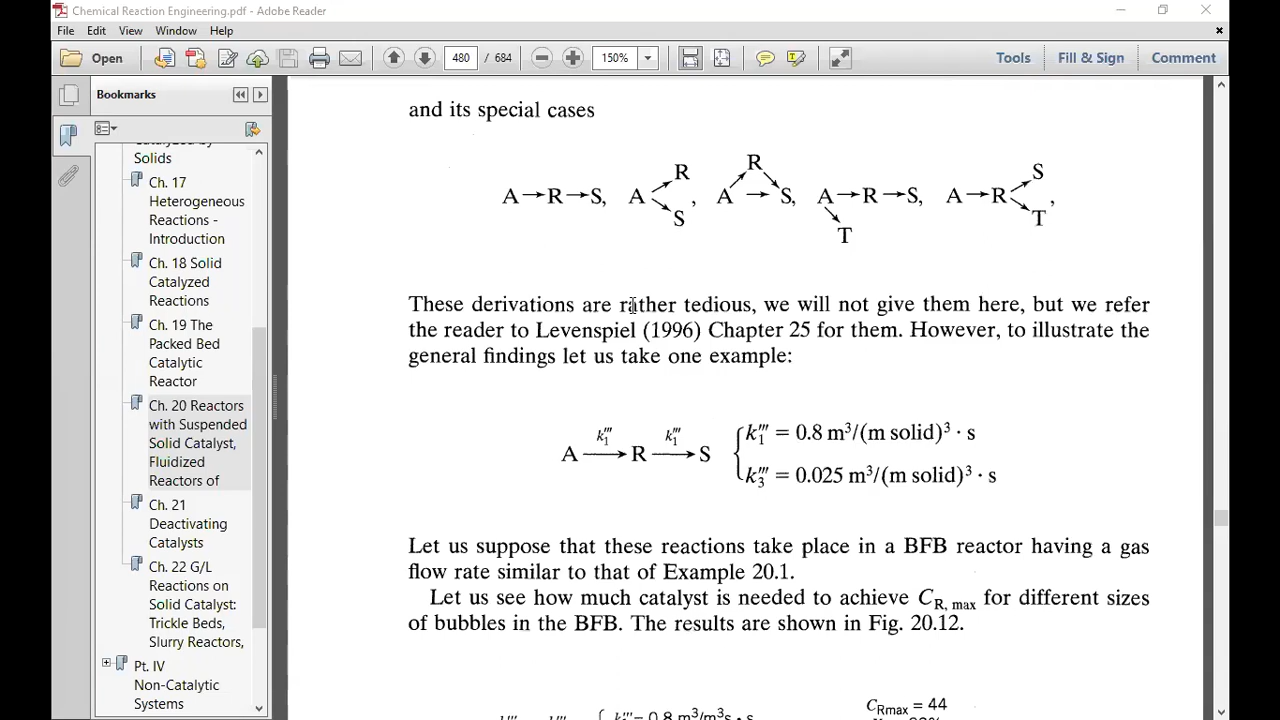 Chemical Reaction Engineering.pdf - Adobe Reader
File Edit View Window Help
Open 480 / 684 150% Tools Fill & Sign Comment
Bookmarks
Solids
Ch. 17
Heterogeneous
Reactions -
Introduction
Ch. 18 Solid
Catalyzed
Reactions
Ch. 19 The
Packed Bed
Catalytic
Reactor
Ch. 20 Reactors
with Suspended
Solid Catalyst,
Fluidized
Reactors of
Ch. 21
Deactivating
Catalysts
Ch. 22 G/L
Reactions on
Solid Catalyst:
Trickle Beds,
Slurry Reactors,
Pt. IV
Non-Catalytic
Systems
and its special cases
R S
R
A→R→S, A , A → S, A→R→S, A→R ,
S T
T
These derivations are rather tedious, we will not give them here, but we refer
the reader to Levenspiel (1996) Chapter 25 for them. However, to illustrate the
general findings let us take one example:
k₁‴ k₁‴ k₁‴ = 0.8 m³/(m solid)³ · s
A → R → S
k₃‴ = 0.025 m³/(m solid)³ · s
Let us suppose that these reactions take place in a BFB reactor having a gas
flow rate similar to that of Example 20.1.
Let us see how much catalyst is needed to achieve C_R, max for different sizes
of bubbles in the BFB. The results are shown in Fig. 20.12.
C_Rmax = 44